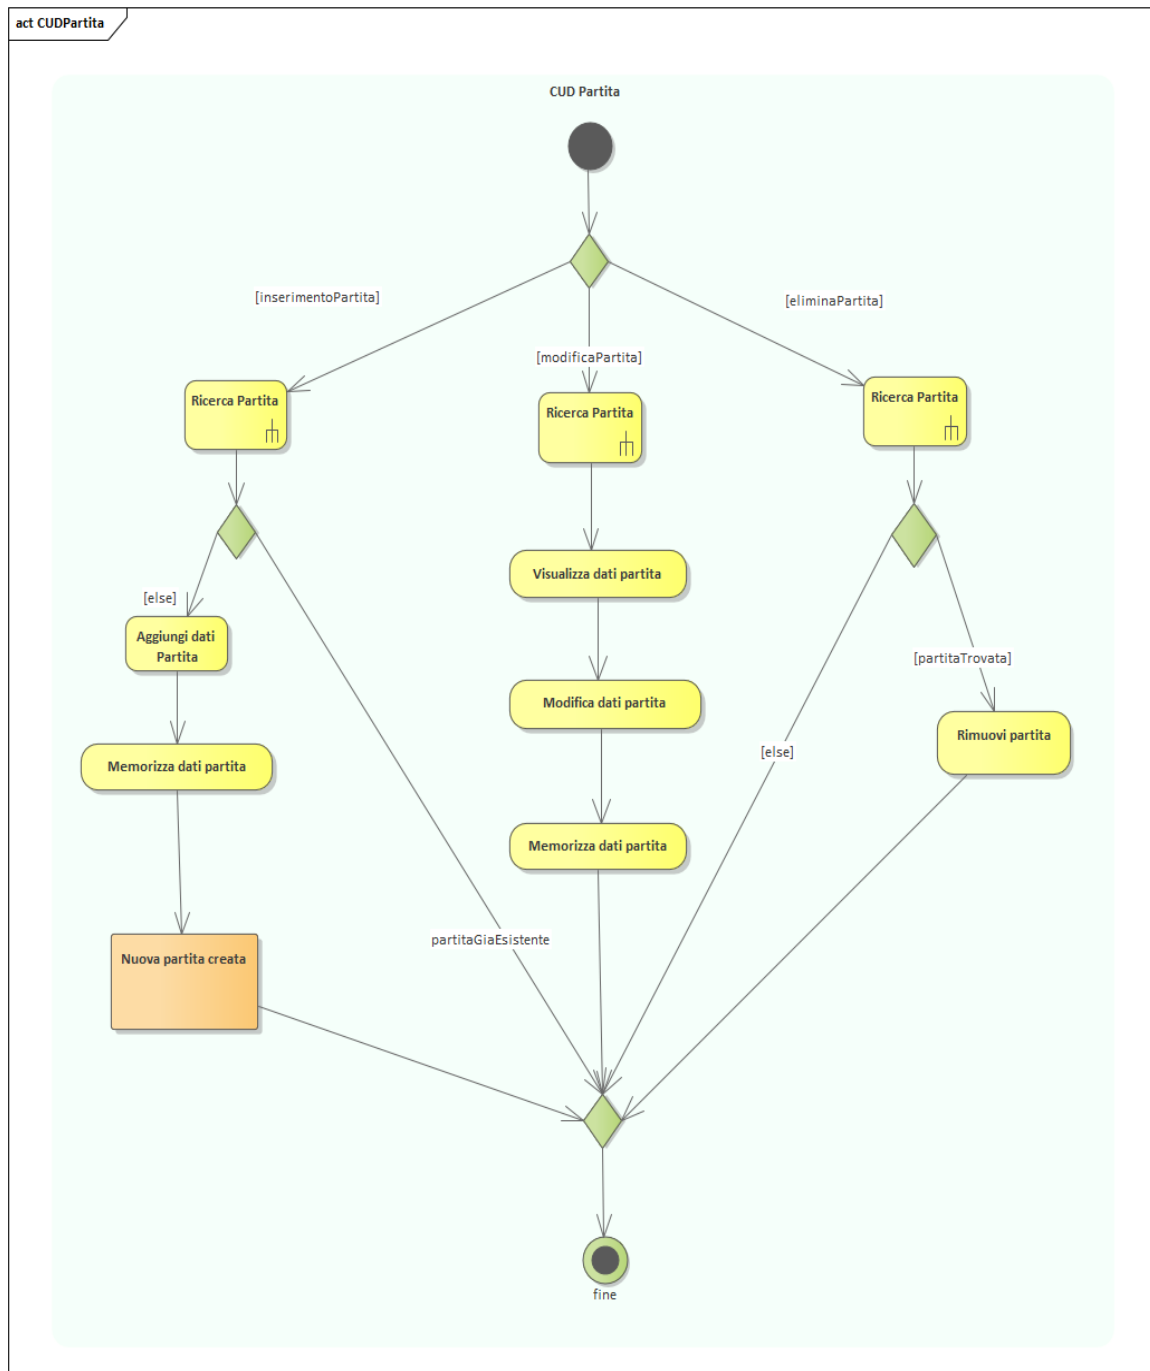 act CUDPartita
CUD Partita
[inserimentoPartita]
[eliminaPartita]
[modificaPartita]
Ricerca Partita
Ricerca Partita
Ricerca Partita
Visualizza dati partita
[else]
Aggiungi dati
Partita
[partitaTrovata]
Modifica dati partita
Rimuovi partita
[else]
Memorizza dati partita
Memorizza dati partita
partitaGiaEsistente
Nuova partita creata
fine